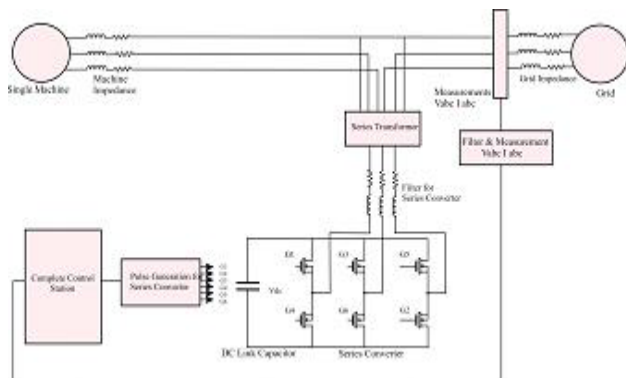 Single Machine
Machine
Impedance
Measurements
Vabc Iabc
Grid Impedance
Grid
Series Transformer
Filter & Measurement
Vabc Iabc
Filter for
Series Converter
Complete Control
Station
Pulse Generation for
Series Convertor
G1
G3
G5
Vdc
G4
G6
G2
DC Link Capacitor
Series Converter